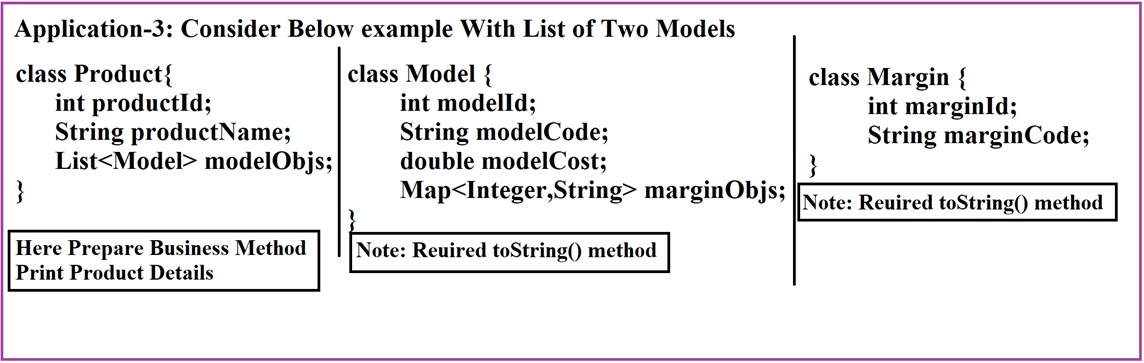 Application-3: Consider Below example With List of Two Models
class Product{
int productId;
String productName;
List<Model> modelObjs;
}
Here Prepare Business Method
Print Product Details
class Model {
int modelId;
String modelCode;
double modelCost;
Map<Integer,String> marginObjs;
}
Note: Reuired toString() method
class Margin {
int marginId;
String marginCode;
}
Note: Reuired toString() method